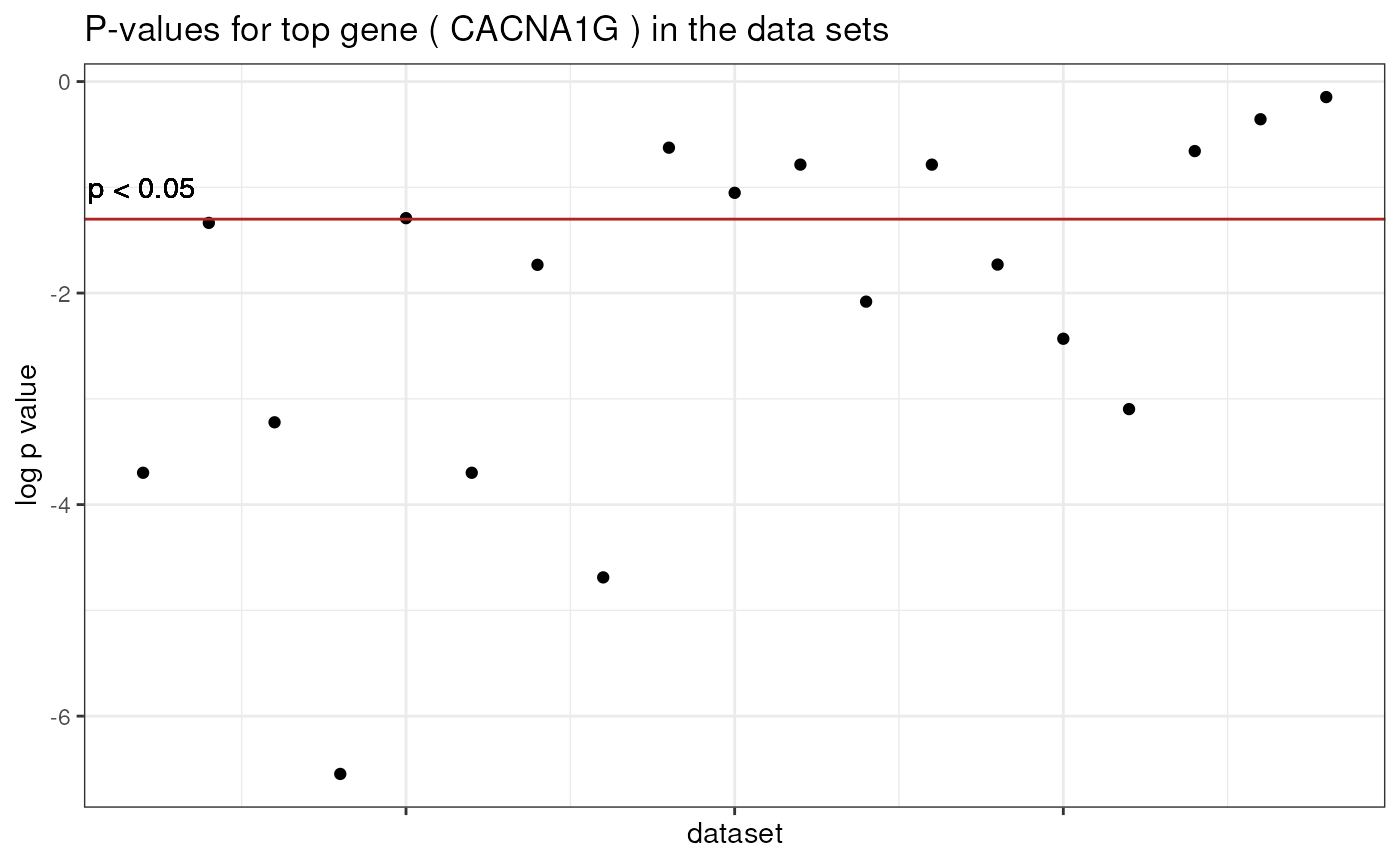 P-values for top gene ( CACNA1G ) in the data sets
0
p < 0.05
-2
log p value
-4
-6
dataset